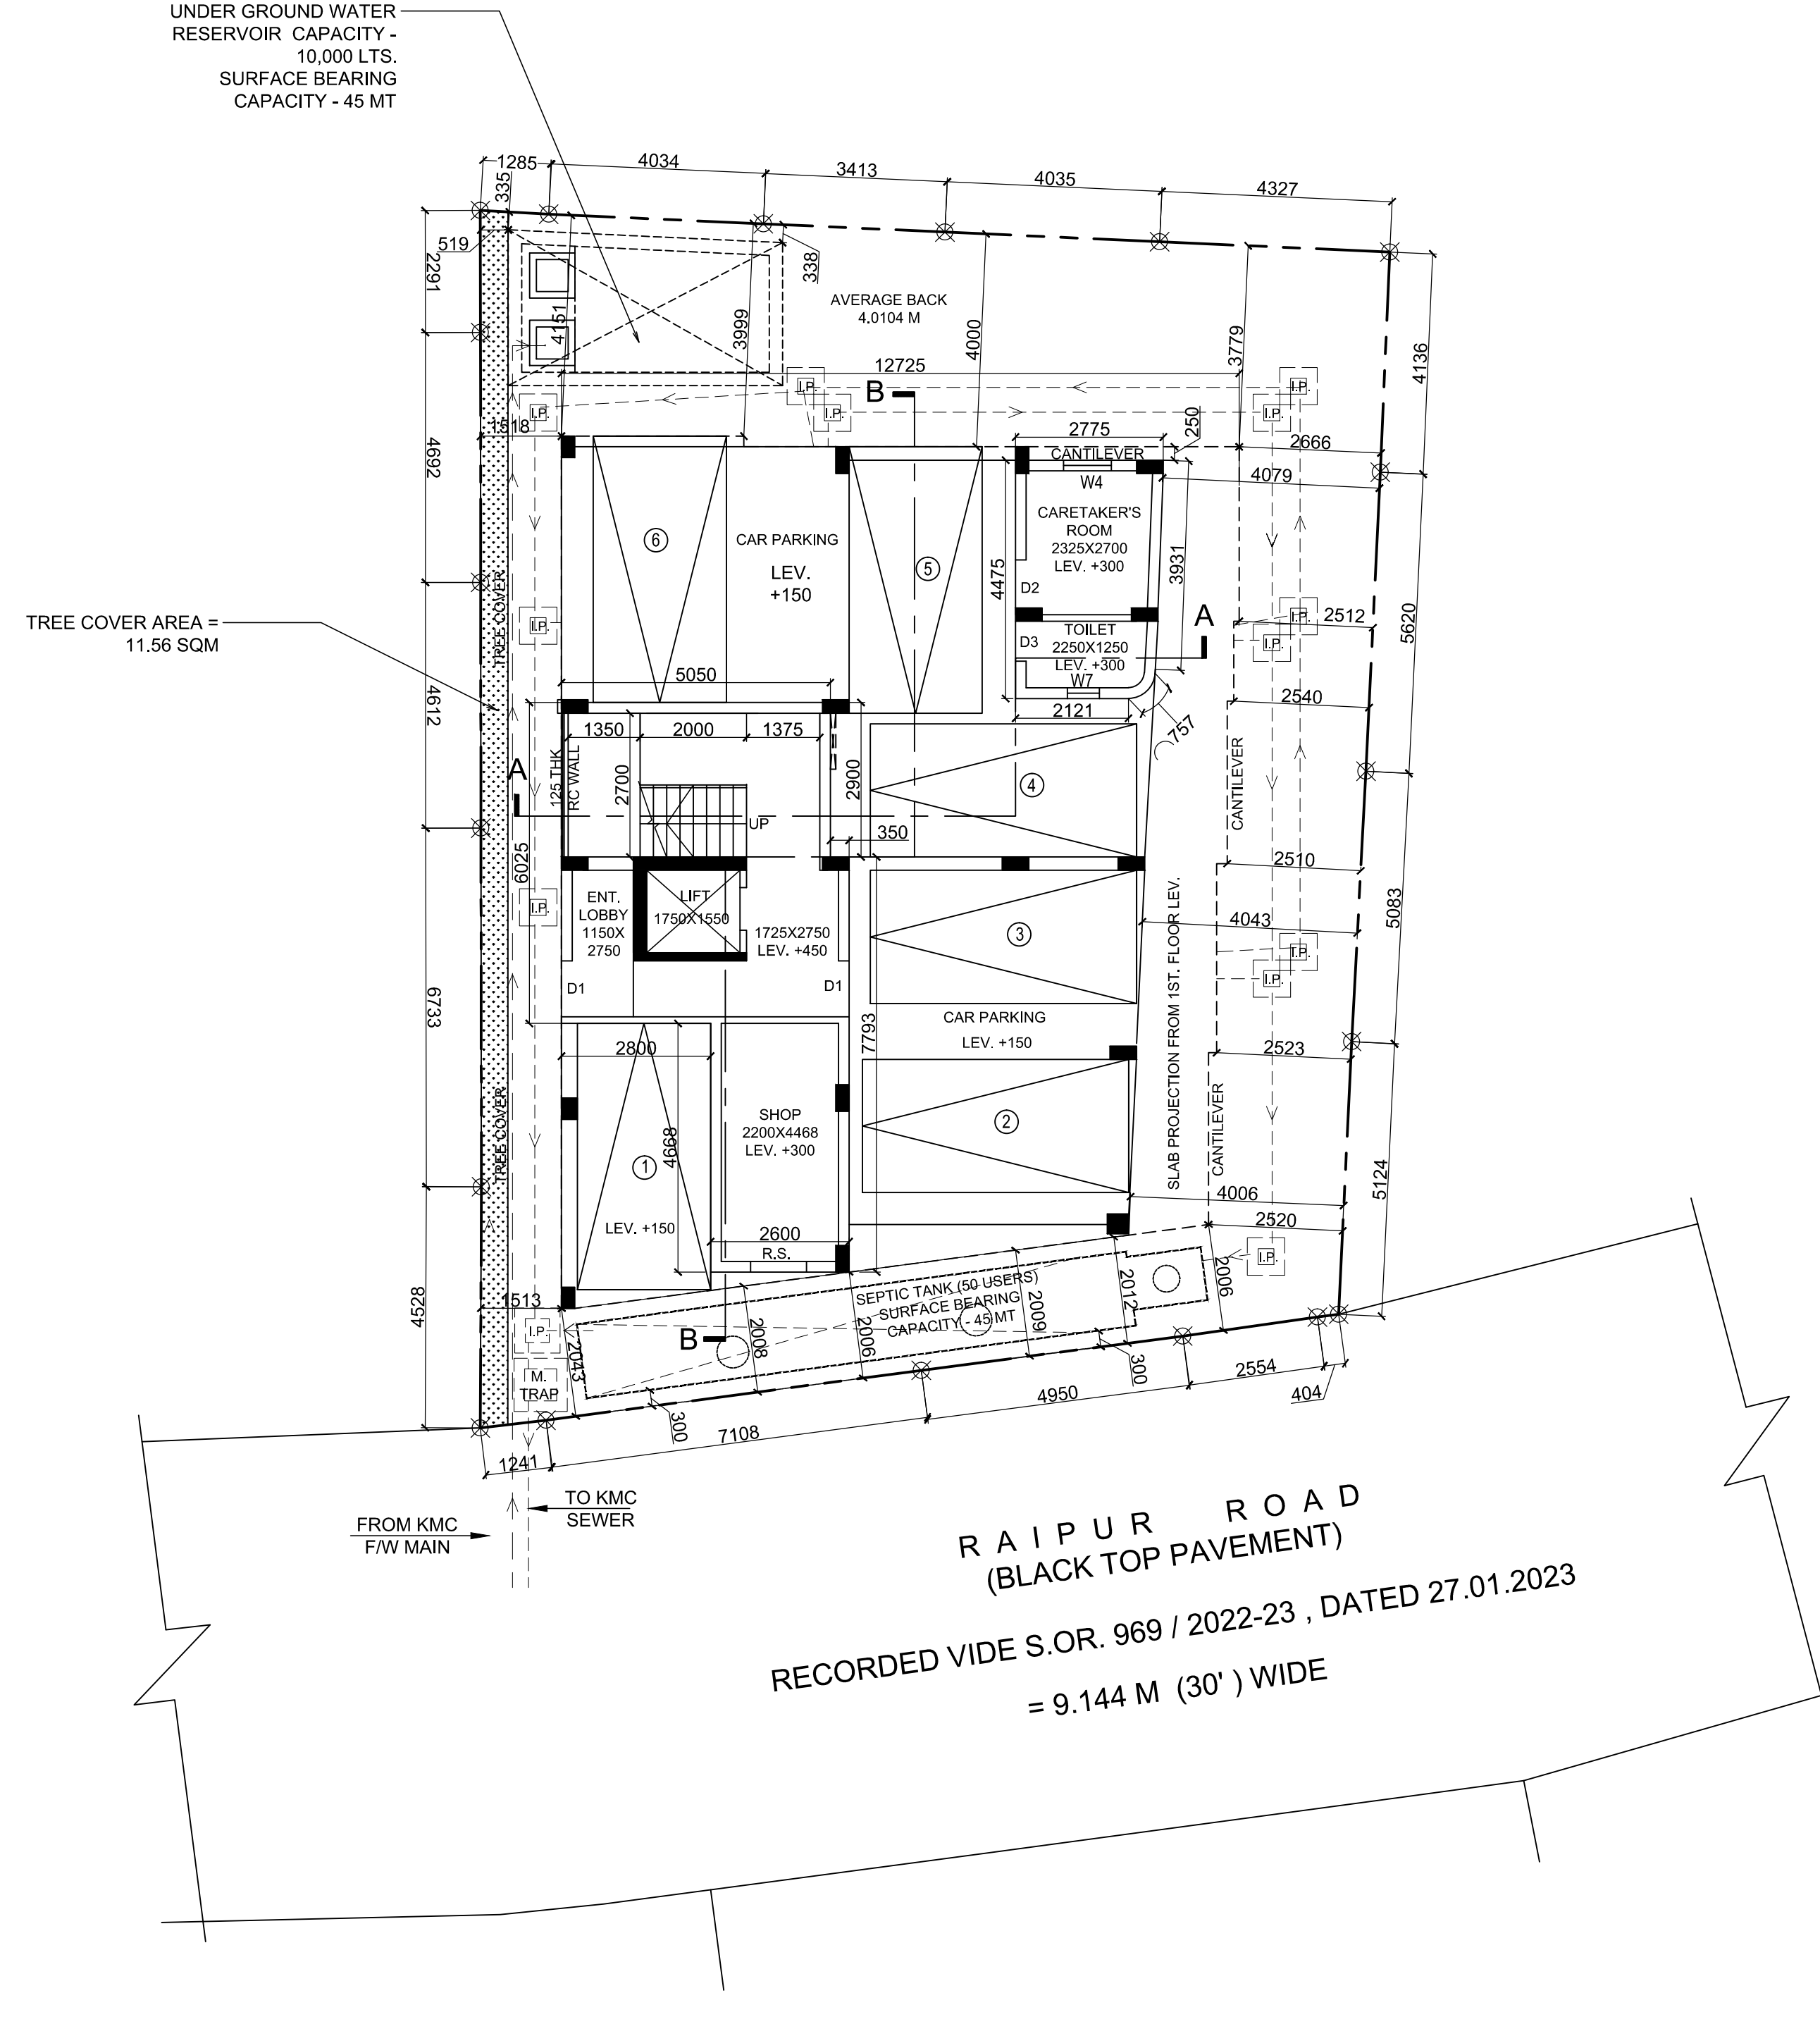 UNDER GROUND WATER
RESERVOIR CAPACITY -
10,000 LTS.
SURFACE BEARING
CAPACITY - 45 MT
1285
4034
3413
4035
4327
335
519
338
2291
4151
3999
AVERAGE BACK
4.0104 M
4000
3779
4136
12725
B
I.P.
I.P.
I.P.
I.P.
I.P.
1518
2775
250
2666
CANTILEVER
4692
W4
4079
CARETAKER'S
ROOM
2325X2700
LEV. +300
6
CAR PARKING
LEV.
+150
5
4475
3931
D2
TREE COVER
I.P.
A
I.P.
2512
5620
TREE COVER AREA =
11.56 SQM
TOILET
2250X1250
LEV. +300
D3
I.P.
W7
5050
4612
2540
2121
757
1350
2000
1375
125 THK
RC WALL
2700
2900
4
CANTILEVER
A
UP
350
6025
2510
ENT.
LOBBY
1150X
2750
LIFT
1750X1550
1725X2750
LEV. +450
I.P.
3
4043
5083
I.P.
I.P.
D1
D1
6733
CAR PARKING
LEV. +150
7793
SLAB PROJECTION FROM 1ST. FLOOR LEV.
2800
2523
TREE COVER
SHOP
2200X4468
LEV. +300
4668
1
2
CANTILEVER
5124
4006
LEV. +150
2600
R.S.
2520
I.P.
4528
1513
SEPTIC TANK (50 USERS)
SURFACE BEARING
CAPACITY - 45 MT
2043
2008
2006
2009
2012
2006
I.P.
B
M.
TRAP
300
300
1241
7108
4950
2554
404
TO KMC
SEWER
FROM KMC
F/W MAIN
RAIPUR ROAD
(BLACK TOP PAVEMENT)
RECORDED VIDE S.OR. 969 / 2022-23 , DATED 27.01.2023
= 9.144 M (30' ) WIDE